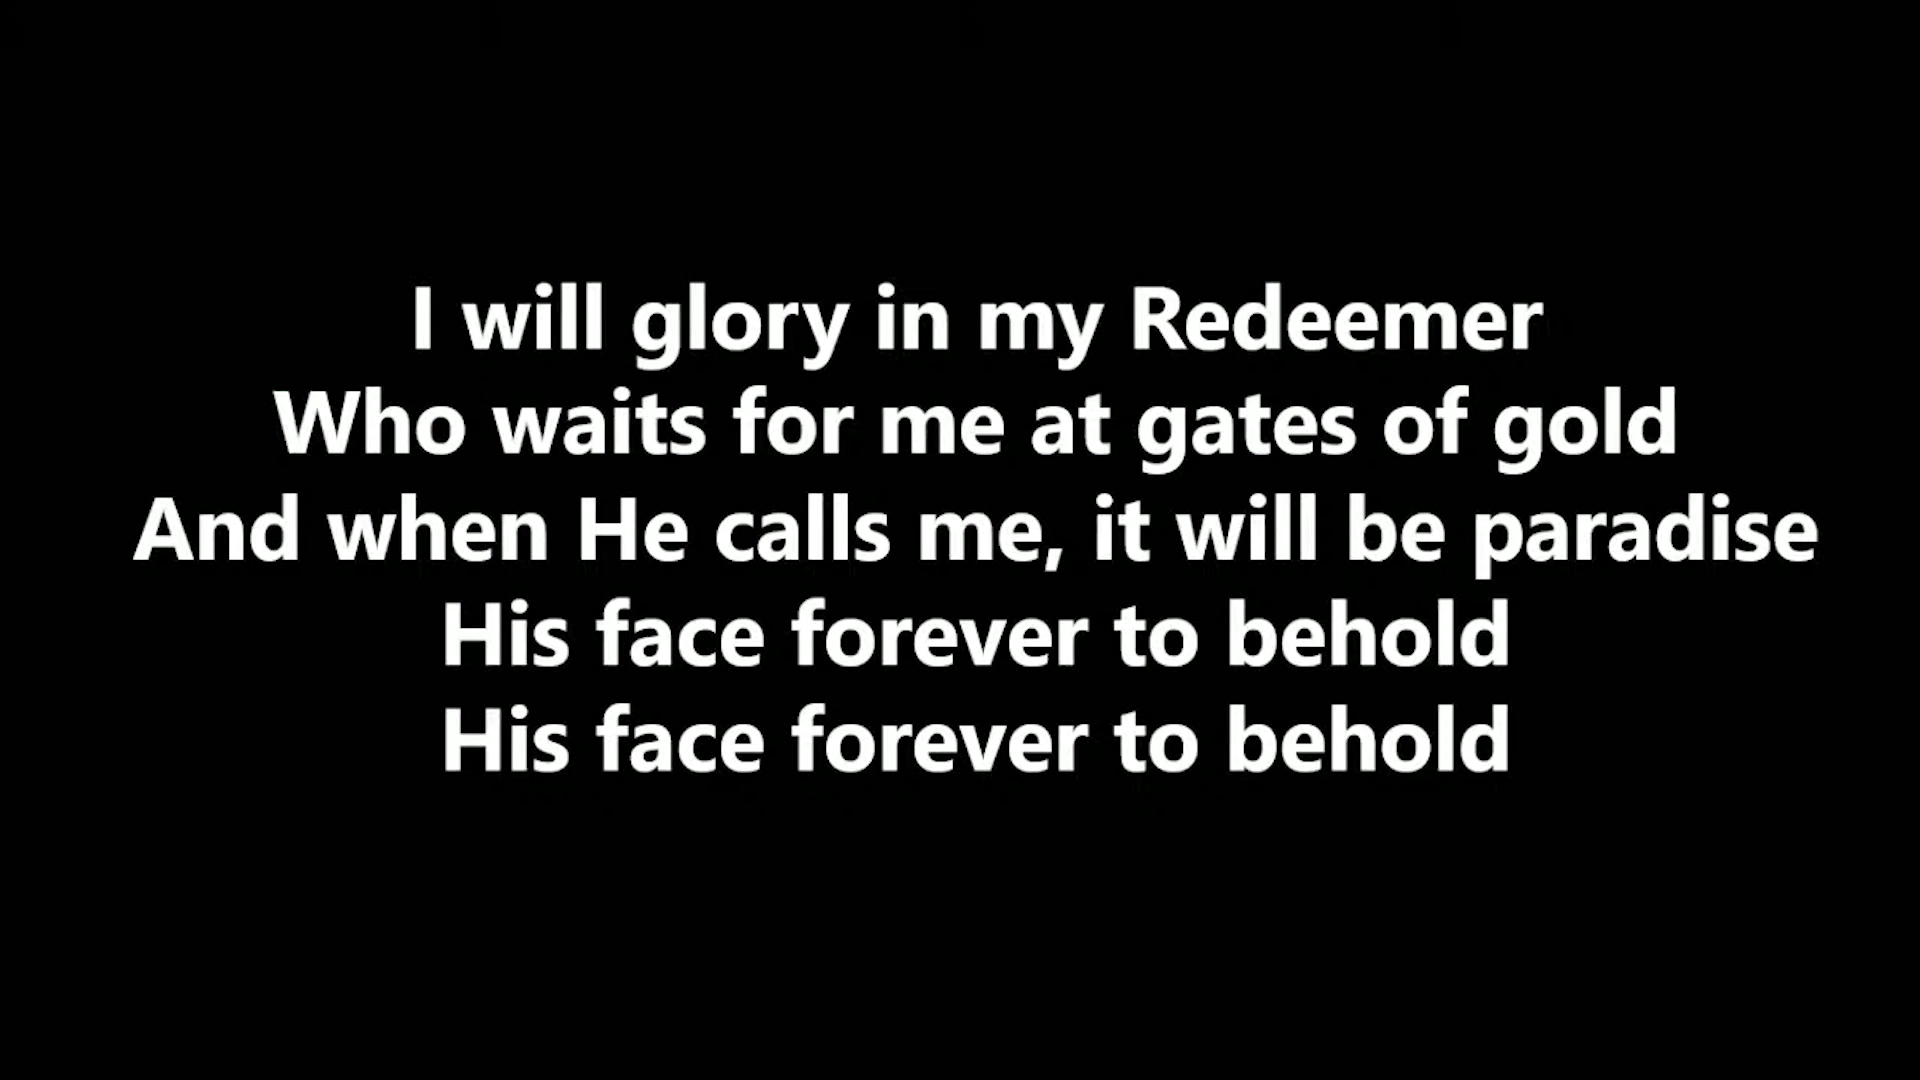 I will glory in my Redeemer
Who waits for me at gates of gold
And when He calls me, it will be paradise
His face forever to behold
His face forever to behold